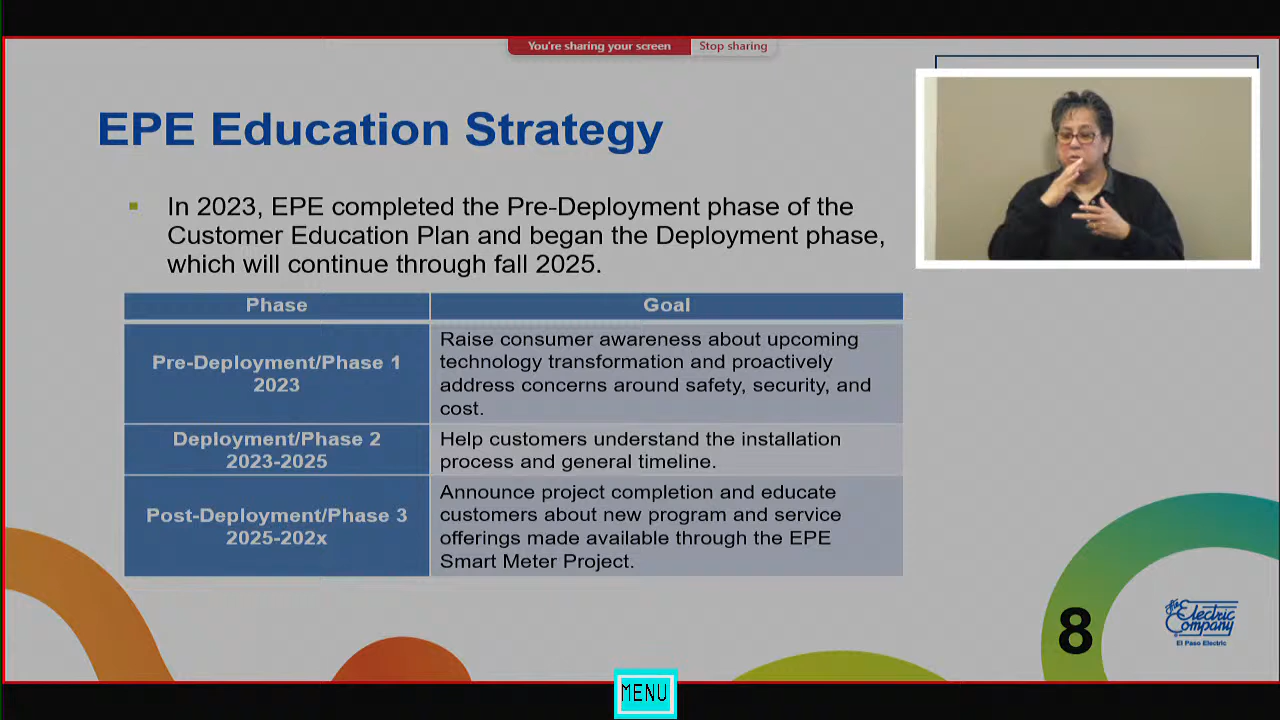 You're sharing your screen
Stop sharing
EPE Education Strategy
In 2023, EPE completed the Pre-Deployment phase of the
Customer Education Plan and began the Deployment phase,
which will continue through fall 2025.
Phase
Goal
Pre-Deployment/Phase 1
2023
Raise consumer awareness about upcoming
technology transformation and proactively
address concerns around safety, security, and
cost.
Deployment/Phase 2
2023-2025
Help customers understand the installation
process and general timeline.
Post-Deployment/Phase 3
2025-202x
Announce project completion and educate
customers about new program and service
offerings made available through the EPE
Smart Meter Project.
8
The
Electric
Company
El Paso Electric
MENU